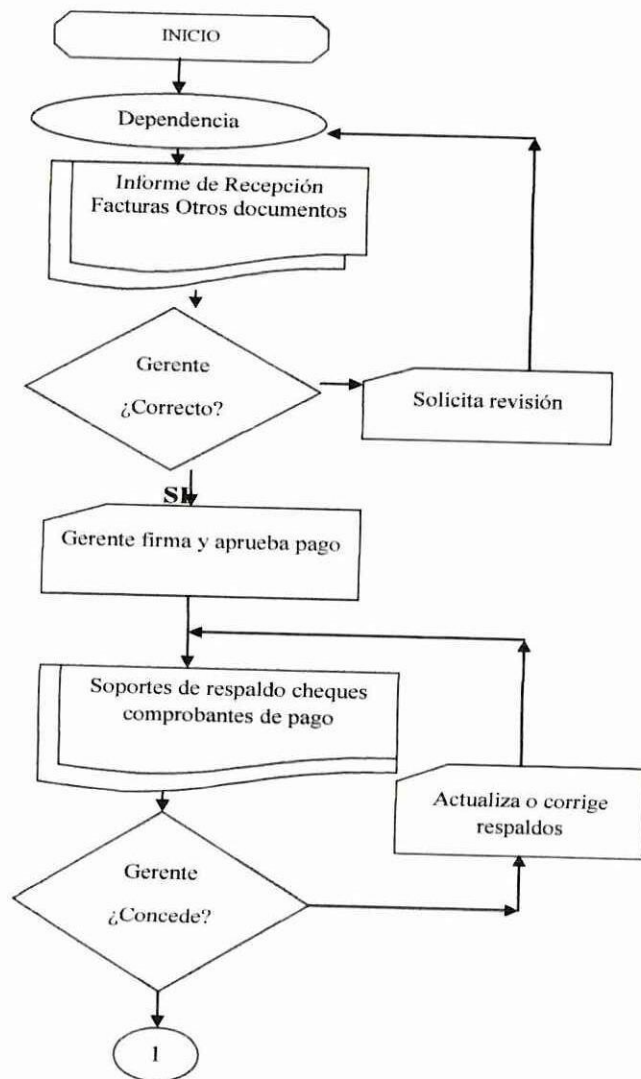 INICIO
Dependencia
Informe de Recepción
Facturas Otros documentos
Gerente
¿Correcto?
Solicita revisión
SI
Gerente firma y aprueba pago
Soportes de respaldo cheques
comprobantes de pago
Actualiza o corrige
respaldos
Gerente
¿Concede?
1